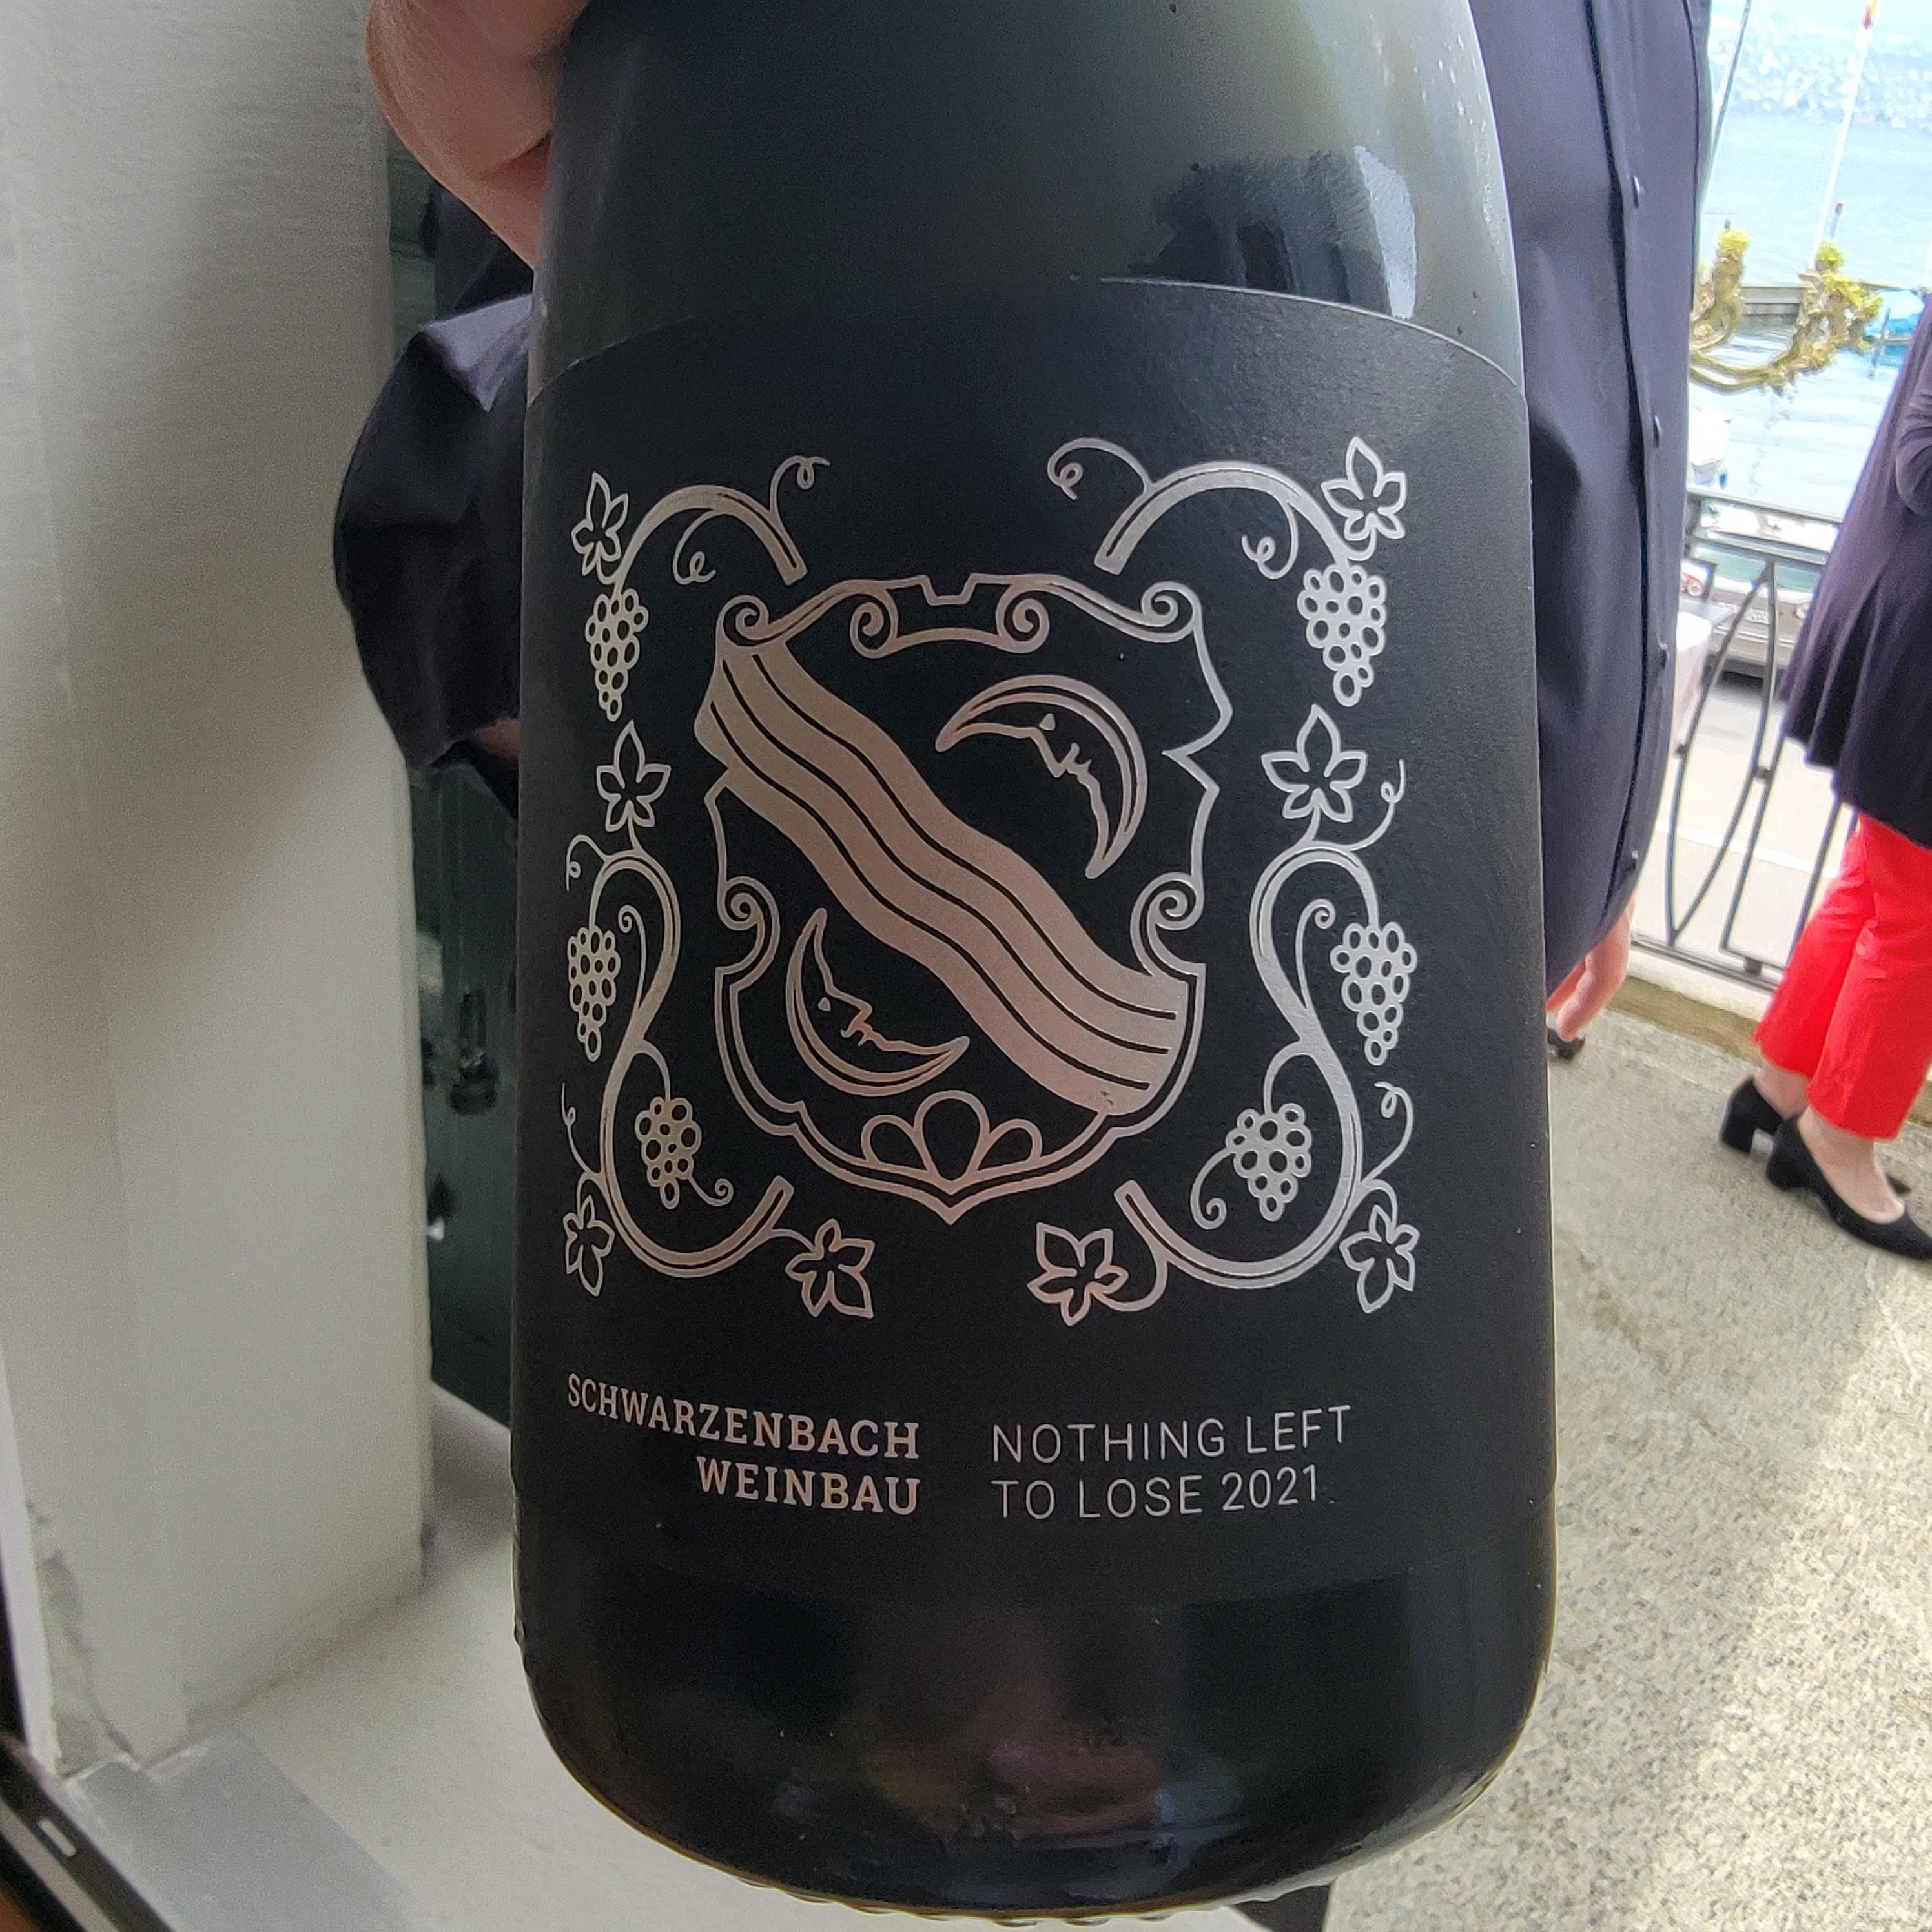 SCHWARZENBACH
WEINBAU
NOTHING LEFT
TO LOSE 2021